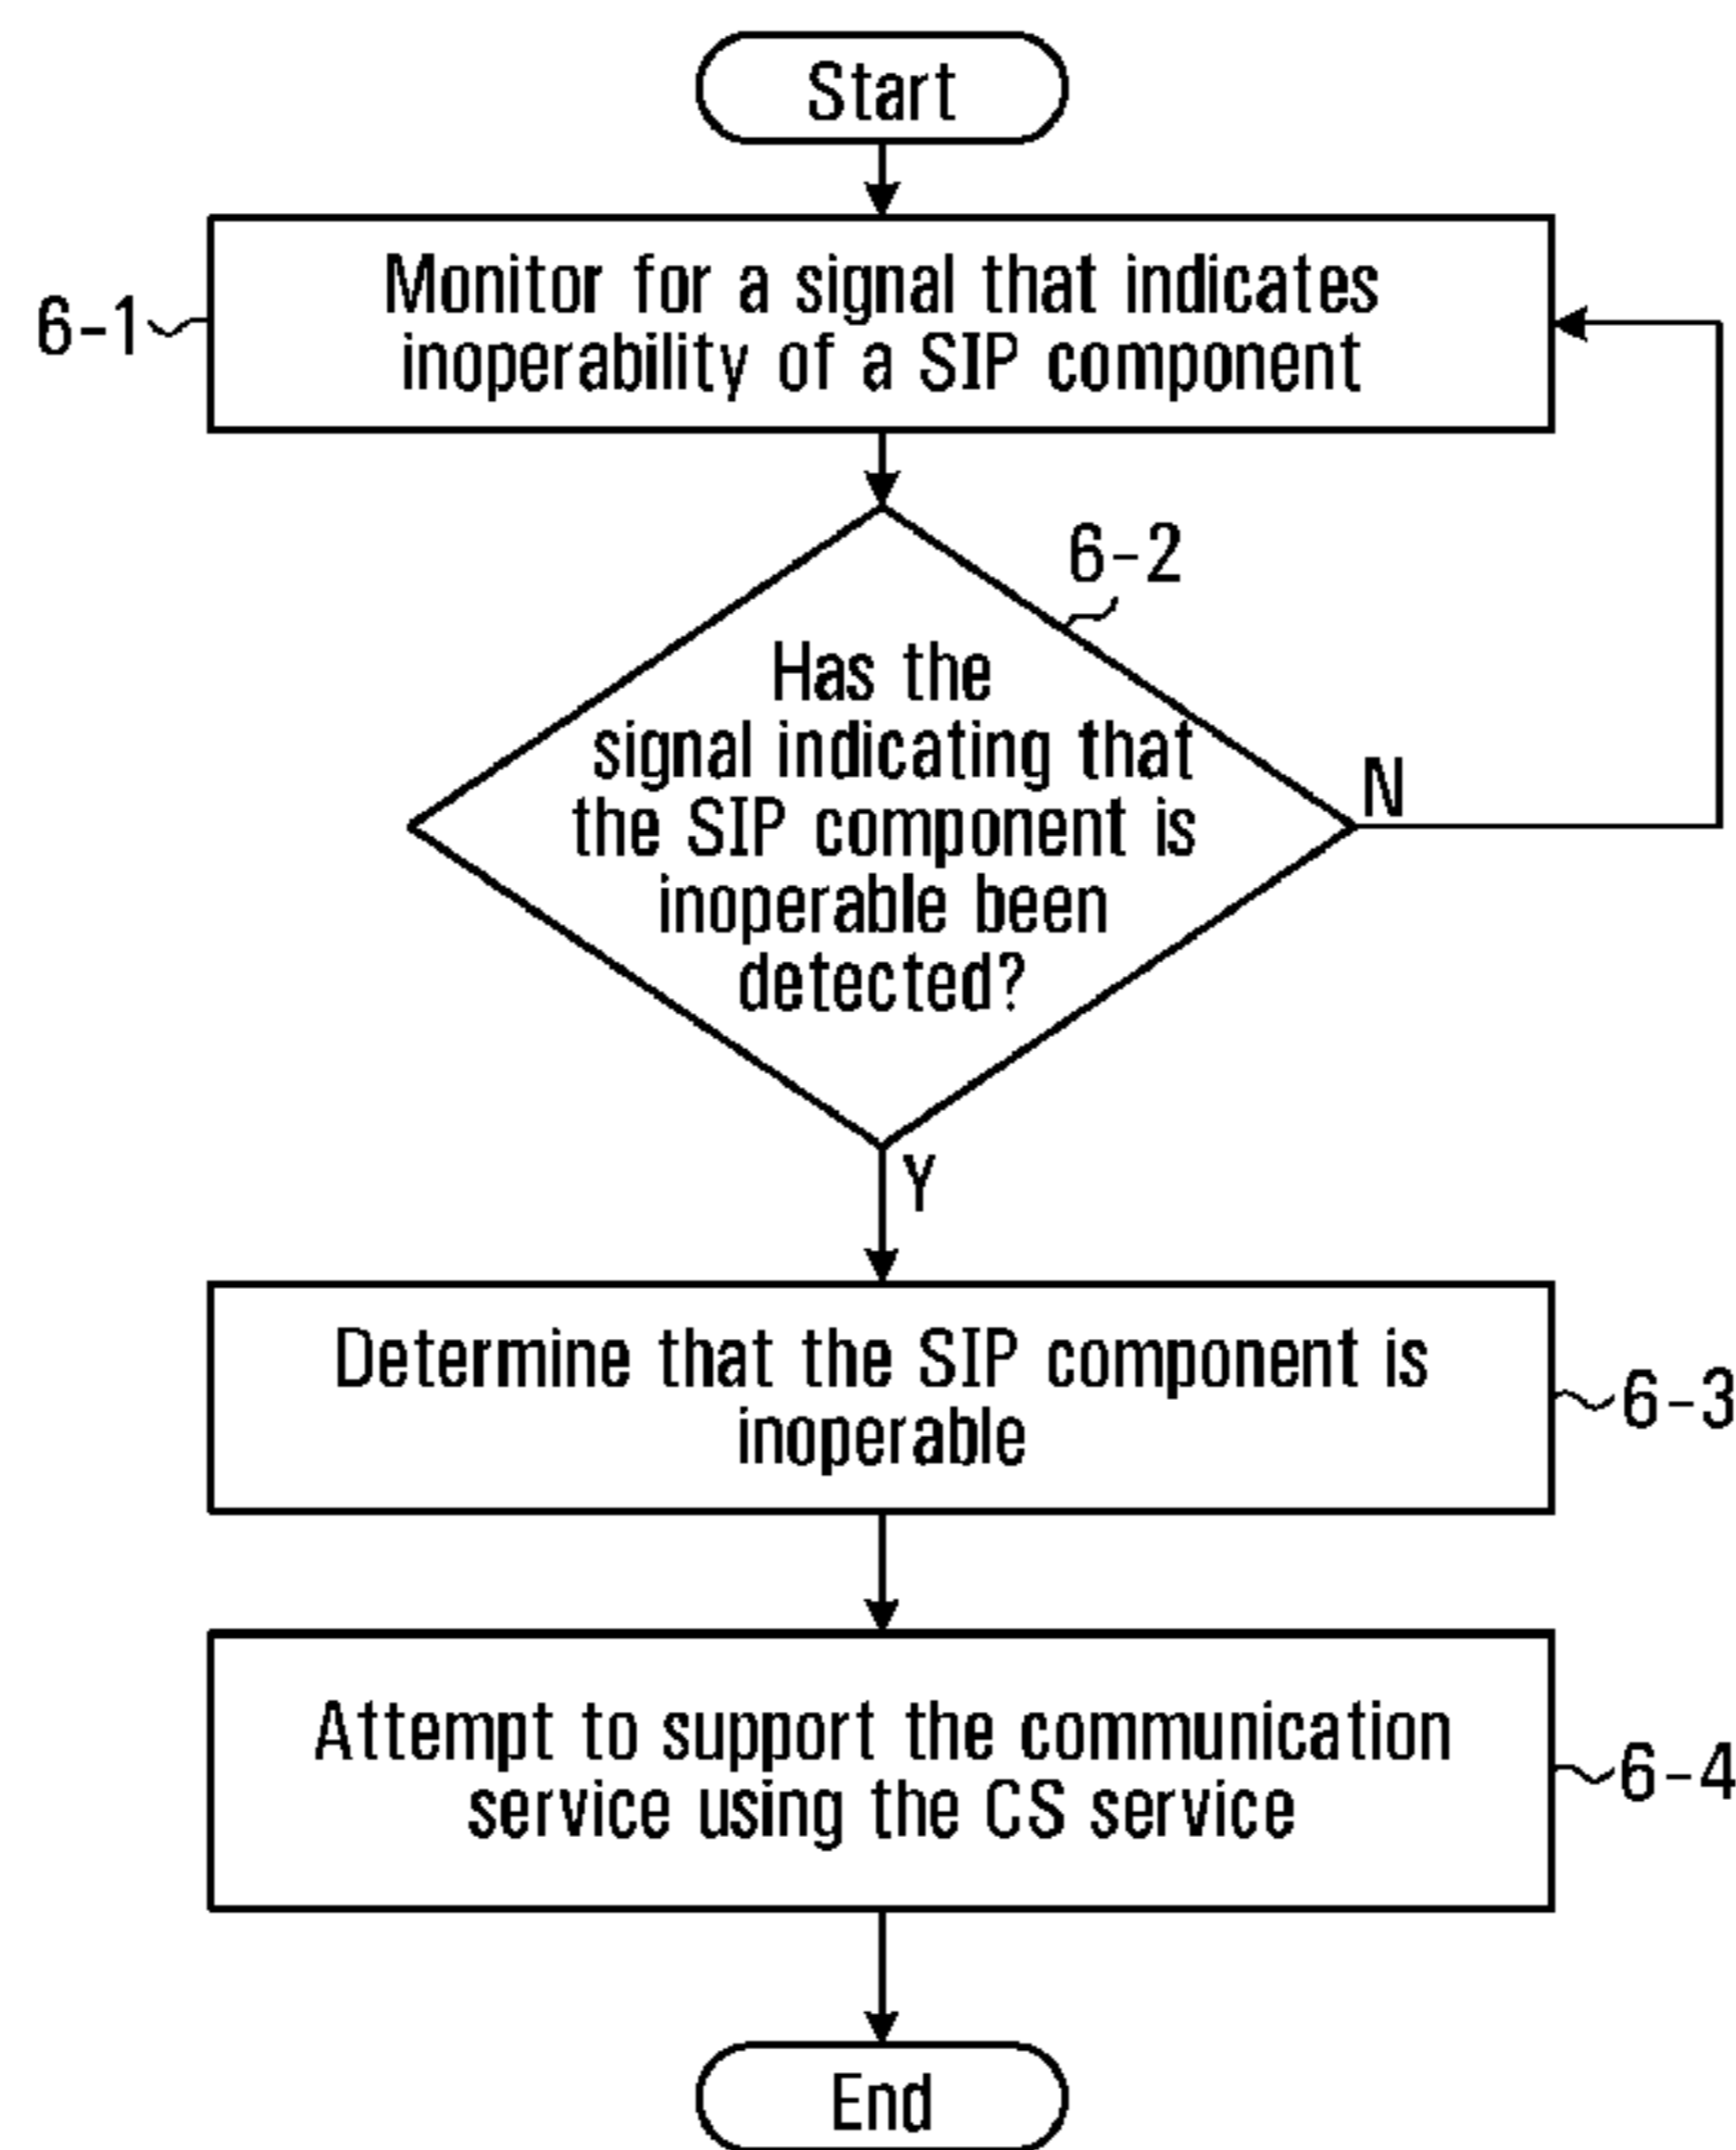 Start
Monitor for a signal that indicates
inoperability of a SIP component
6-1
6-2
Has the
signal indicating that
the SIP component is
inoperable been
detected?
N
Y
Determine that the SIP component is
inoperable
6-3
Attempt to support the communication
service using the CS service
6-4
End